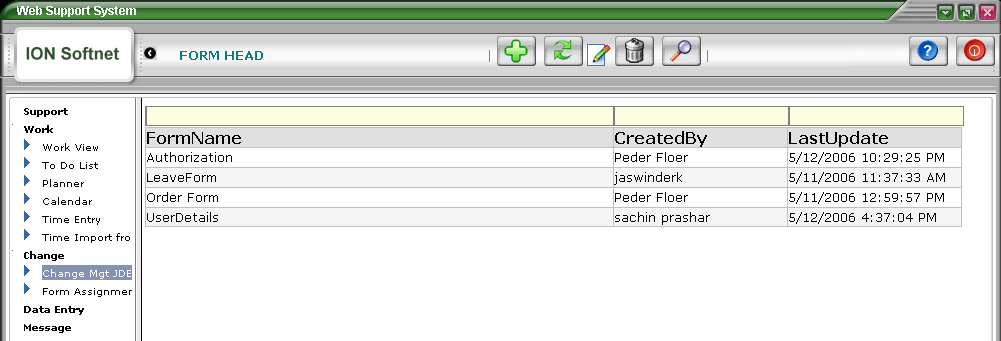 Web Support System
ION Softnet
FORM HEAD
Support
Work
Work View
To Do List
Planner
Calendar
Time Entry
Time Import fro
Change
Change Mgt JDE
Form Assignmer
Data Entry
Message
FormName CreatedBy LastUpdate
Authorization Peder Floer 5/12/2006 10:29:25 PM
LeaveForm jaswinderk 5/11/2006 11:37:33 AM
Order Form Peder Floer 5/11/2006 12:59:57 PM
UserDetails sachin prashar 5/12/2006 4:37:04 PM